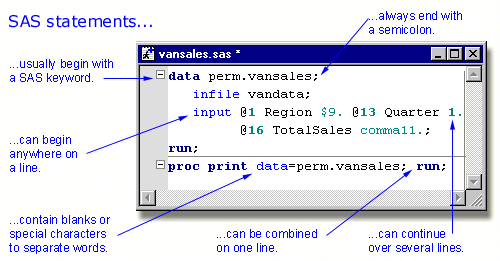 SAS statements...
...always end with
a semicolon.
...usually begin with
a SAS keyword.
vansales.sas *
data perm.vansales;
infile vandata;
input @1 Region $9. @13 Quarter 1.
@16 TotalSales comma11.;
run;
proc print data=perm.vansales; run;
...can begin
anywhere on
a line.
...contain blanks or
special characters
to separate words.
...can be combined
on one line.
...can continue
over several lines.